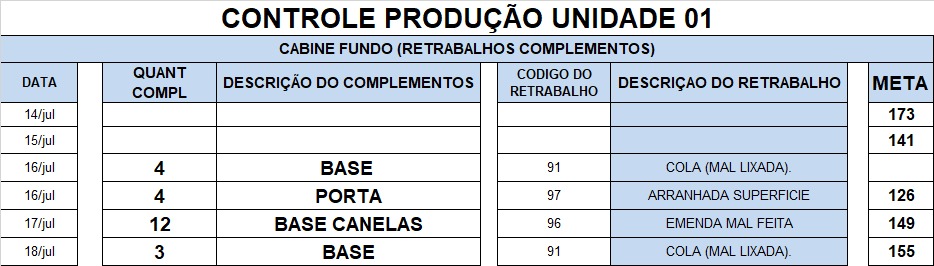 CONTROLE PRODUÇÃO UNIDADE 01
CABINE FUNDO (RETRABALHOS COMPLEMENTOS)
DATA QUANT COMPL DESCRIÇÃO DO COMPLEMENTOS CODIGO DO RETRABALHO DESCRIÇAO DO RETRABALHO META
14/jul 173
15/jul 141
16/jul 4 BASE 91 COLA (MAL LIXADA).
16/jul 4 PORTA 97 ARRANHADA SUPERFICIE 126
17/jul 12 BASE CANELAS 96 EMENDA MAL FEITA 149
18/jul 3 BASE 91 COLA (MAL LIXADA). 155